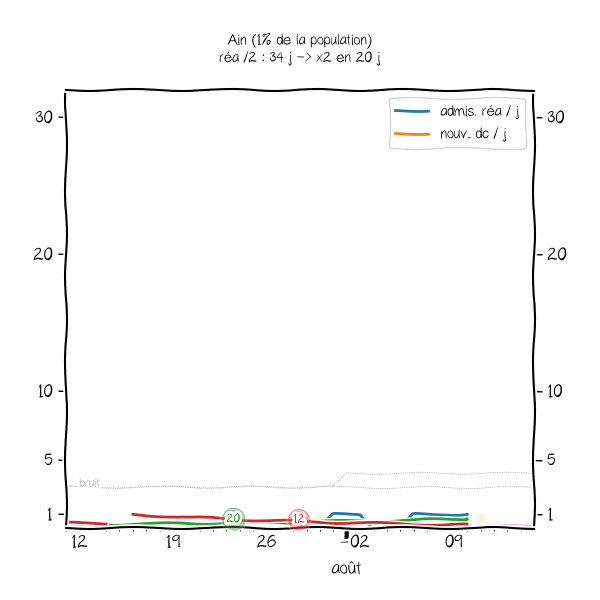 Ain (1% de la population)
réa /2 : 34 j -> x2 en 20 j
admis. réa / j
nouv. dc / j
30
30
20
20
10
10
5
5
bruit
1
1
20
12
12
19
26
02
09
août